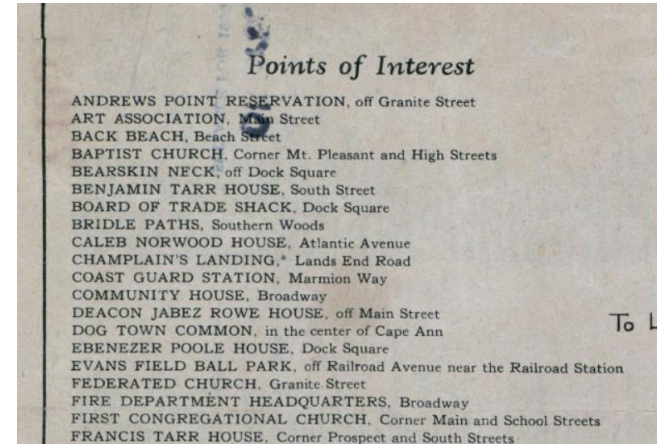 Points of Interest
ANDREWS POINT RESERVATION, off Granite Street
ART ASSOCIATION, Main Street
BACK BEACH, Beach Street
BAPTIST CHURCH, Corner Mt. Pleasant and High Streets
BEARSKIN NECK, off Dock Square
BENJAMIN TARR HOUSE, South Street
BOARD OF TRADE SHACK, Dock Square
BRIDLE PATHS, Southern Woods
CALEB NORWOOD HOUSE, Atlantic Avenue
CHAMPLAIN'S LANDING,* Lands End Road
COAST GUARD STATION, Marmion Way
COMMUNITY HOUSE, Broadway
DEACON JABEZ ROWE HOUSE, off Main Street
To L
DOG TOWN COMMON, in the center of Cape Ann
EBENEZER POOLE HOUSE, Dock Square
EVANS FIELD BALL PARK, off Railroad Avenue near the Railroad Station
FEDERATED CHURCH, Granite Street
FIRE DEPARTMENT HEADQUARTERS, Broadway
FIRST CONGREGATIONAL CHURCH, Corner Main and School Streets
FRANCIS TARR HOUSE, Corner Prospect and South Streets